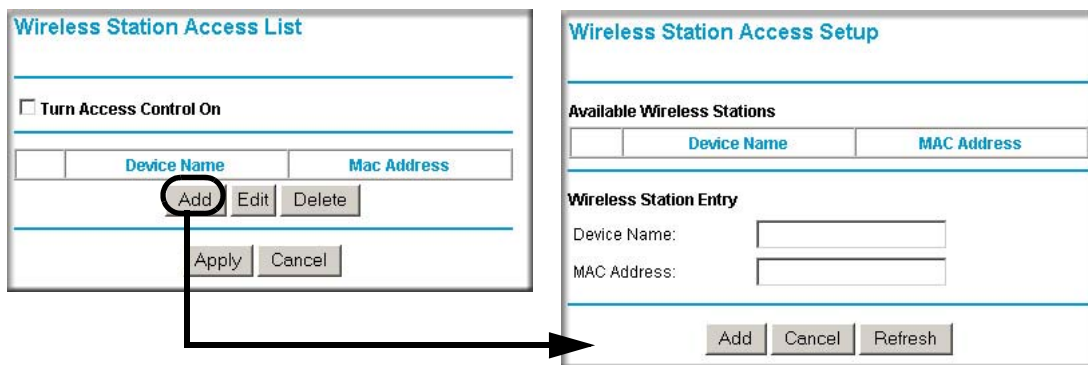 Wireless Station Access List
Turn Access Control On
Device Name Mac Address
Add Edit Delete
Apply Cancel
Wireless Station Access Setup
Available Wireless Stations
Device Name MAC Address
Wireless Station Entry
Device Name:
MAC Address:
Add Cancel Refresh